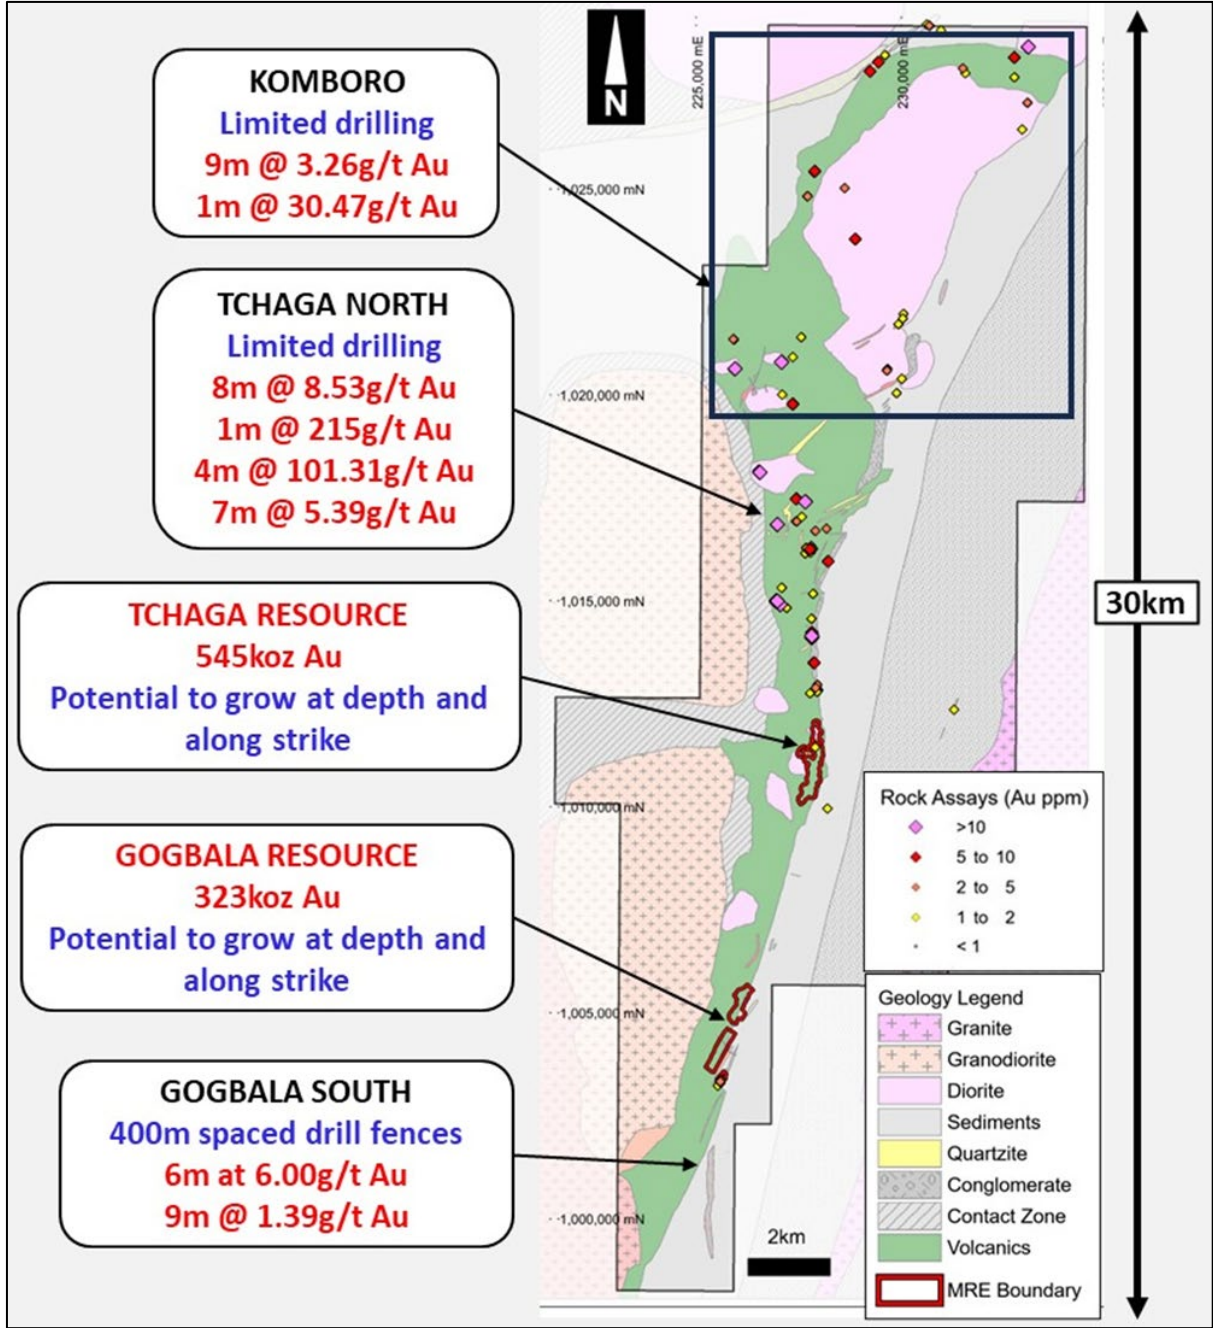 KOMBORO
Limited drilling
9m @ 3.26g/t Au
1m @ 30.47g/t Au
TCHAGA NORTH
Limited drilling
8m @ 8.53g/t Au
1m @ 215g/t Au
4m @ 101.31g/t Au
7m @ 5.39g/t Au
TCHAGA RESOURCE
545koz Au
Potential to grow at depth and
along strike
GOGBALA RESOURCE
323koz Au
Potential to grow at depth and
along strike
GOGBALA SOUTH
400m spaced drill fences
6m at 6.00g/t Au
9m @ 1.39g/t Au
N
225,000 mE
230,000 mE
1,025,000 mN
1,020,000 mN
1,015,000 mN
1,010,000 mN
1,005,000 mN
1,000,000 mN
30km
Rock Assays (Au ppm)
>10
5 to 10
2 to 5
1 to 2
< 1
Geology Legend
Granite
Granodiorite
Diorite
Sediments
Quartzite
Conglomerate
Contact Zone
Volcanics
MRE Boundary
2km